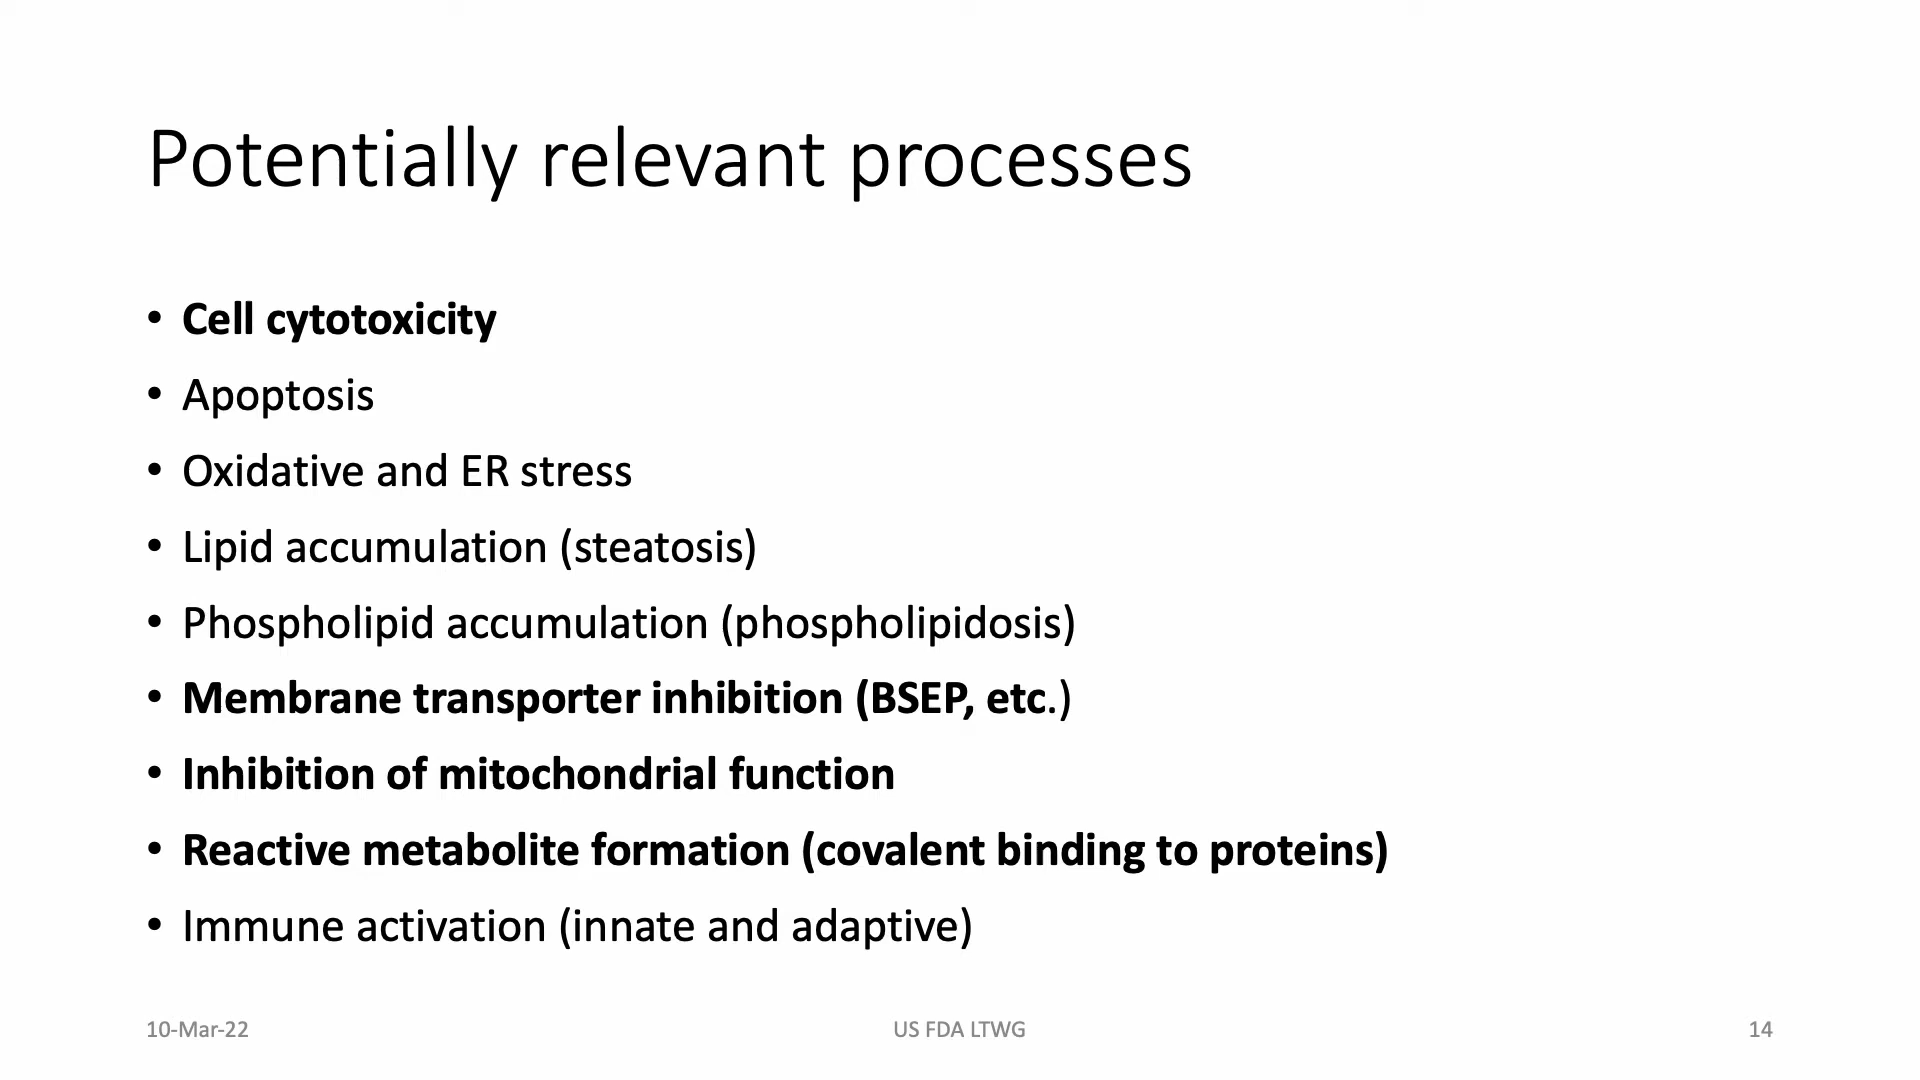 Potentially relevant processes
• Cell cytotoxicity
• Apoptosis
• Oxidative and ER stress
• Lipid accumulation (steatosis)
• Phospholipid accumulation (phospholipidosis)
• Membrane transporter inhibition (BSEP, etc.)
• Inhibition of mitochondrial function
• Reactive metabolite formation (covalent binding to proteins)
• Immune activation (innate and adaptive)
10-Mar-22
US FDA LTWG
14